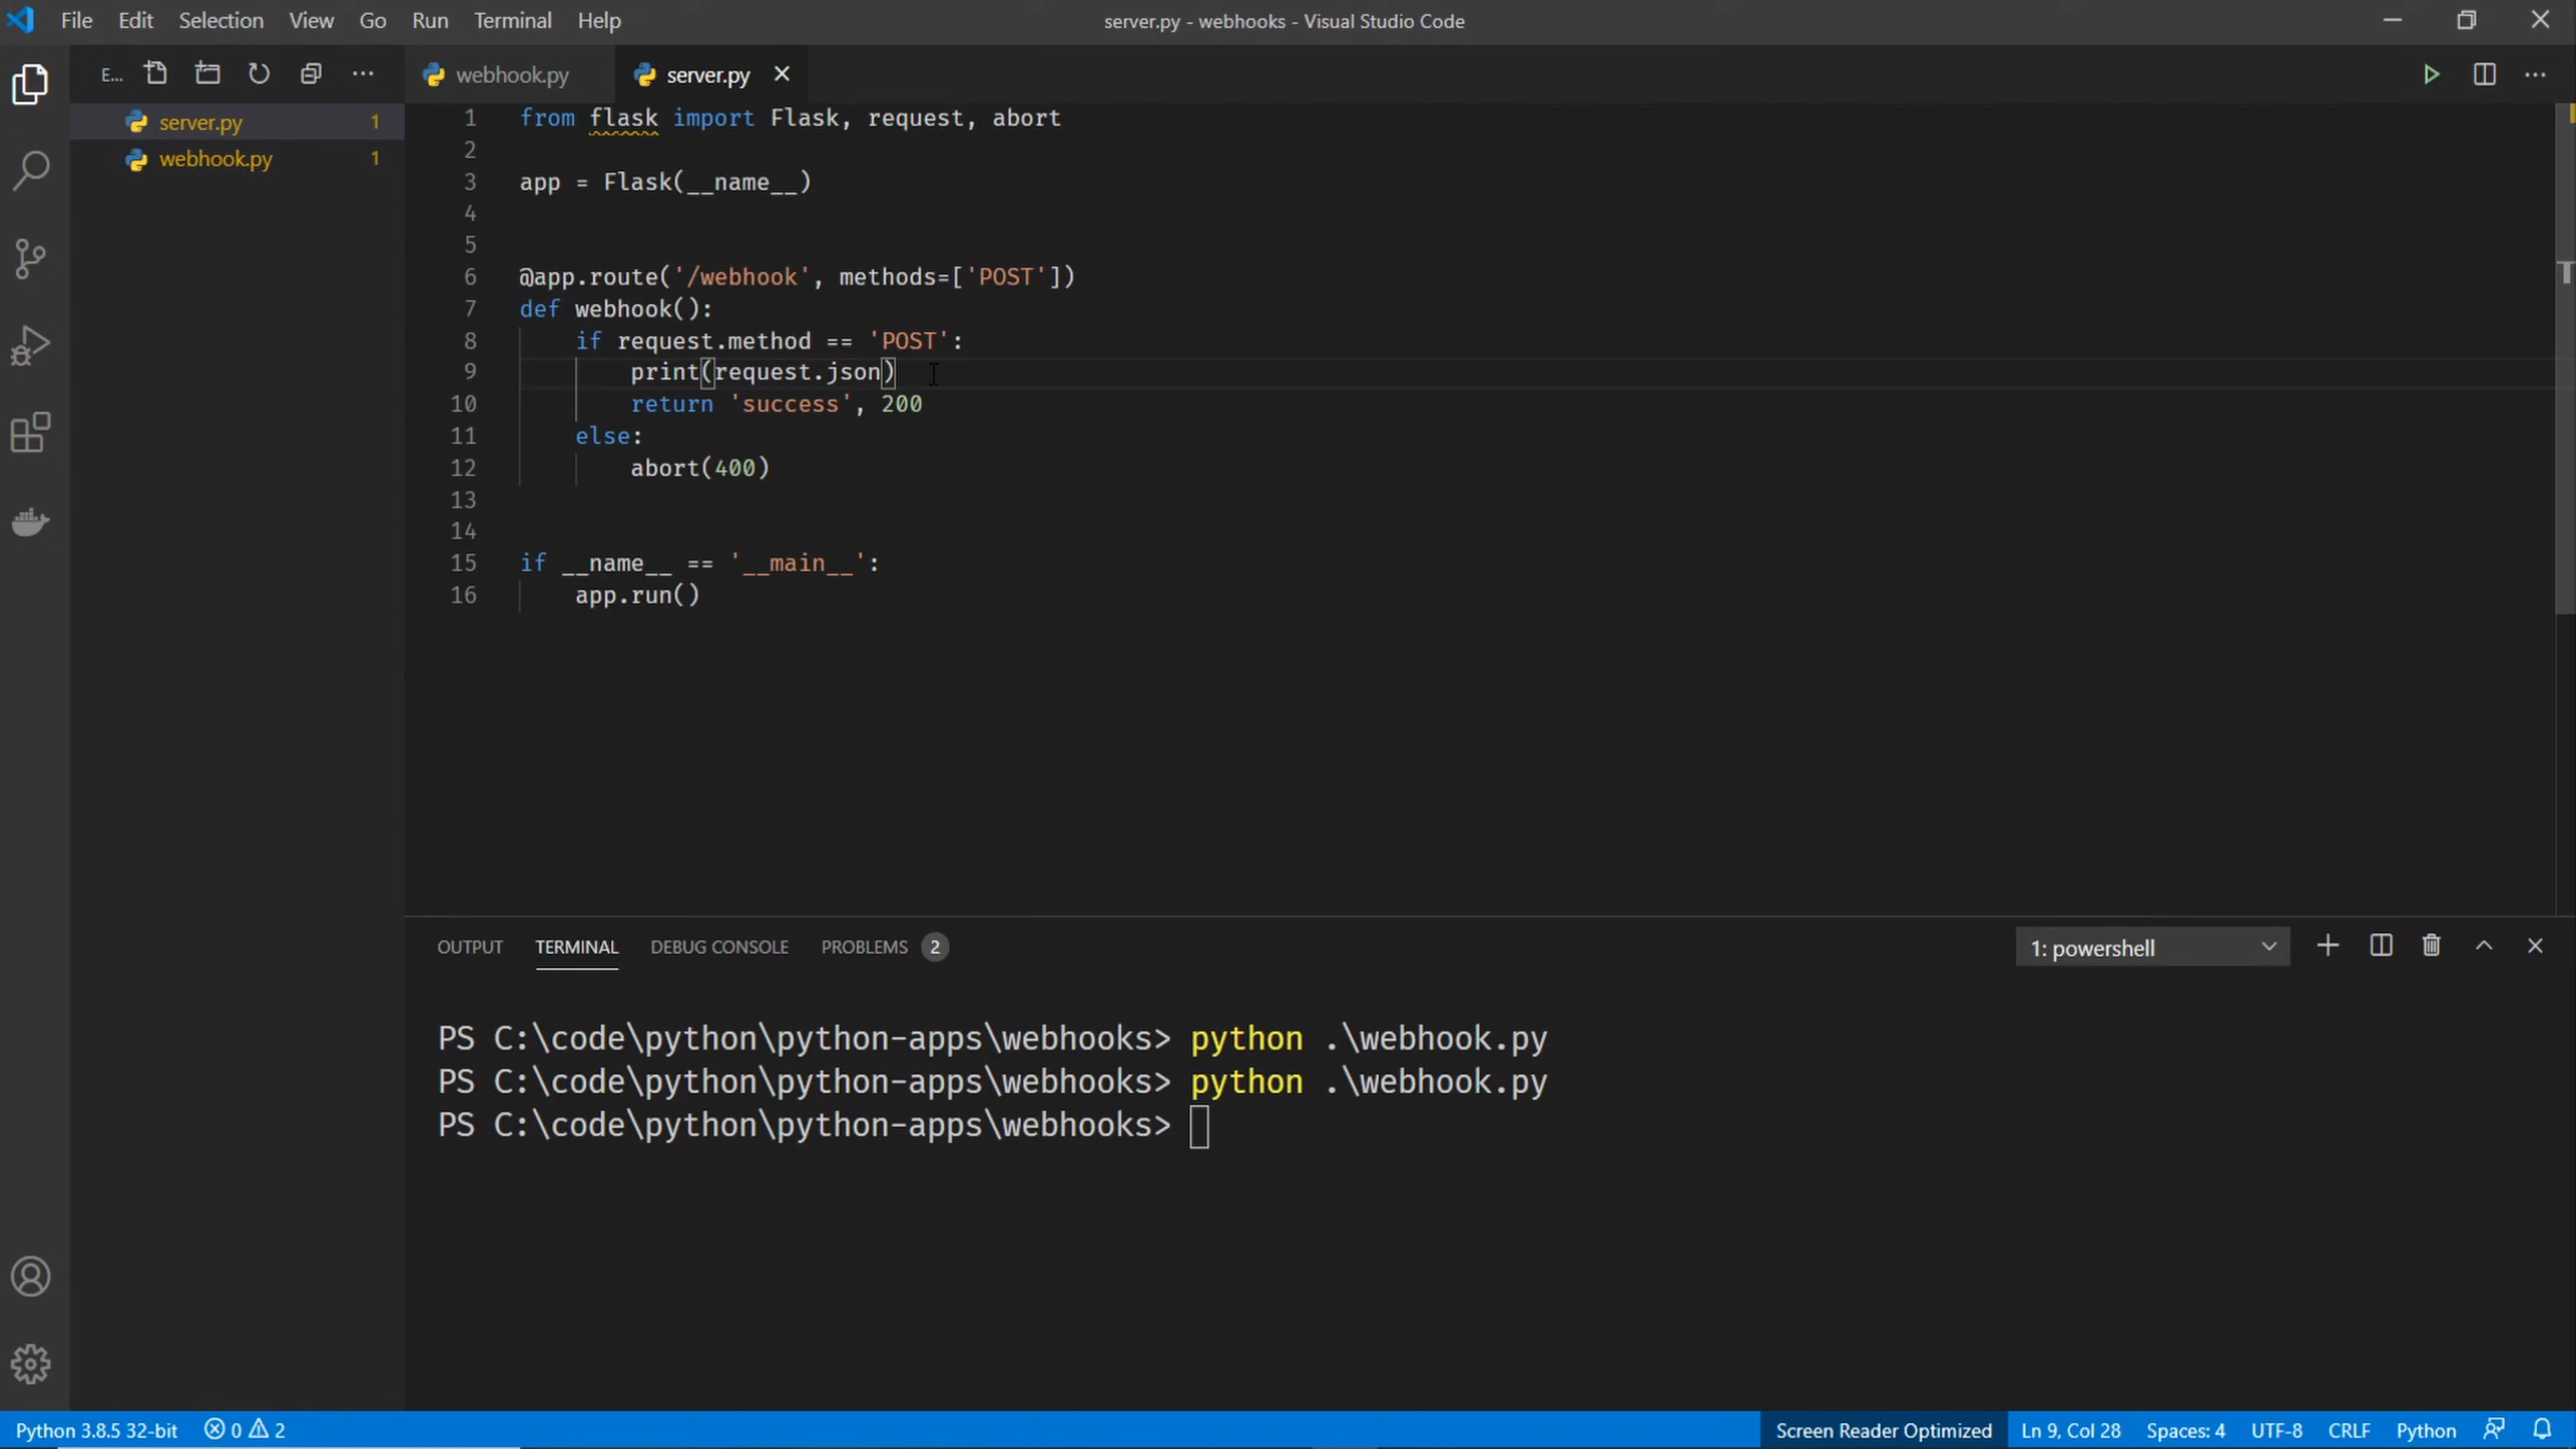 File Edit Selection View Go Run Terminal Help
server.py - webhooks - Visual Studio Code
E...
webhook.py
server.py
server.py 1
webhook.py 1
1 from flask import Flask, request, abort
2
3 app = Flask(__name__)
4
5
6 @app.route('/webhook', methods=['POST'])
7 def webhook():
8 if request.method == 'POST':
9 print(request.json)
10 return 'success', 200
11 else:
12 abort(400)
13
14
15 if __name__ == '__main__':
16 app.run()
OUTPUT TERMINAL DEBUG CONSOLE PROBLEMS 2
1: powershell
PS C:\code\python\python-apps\webhooks> python .\webhook.py
PS C:\code\python\python-apps\webhooks> python .\webhook.py
PS C:\code\python\python-apps\webhooks>
Python 3.8.5 32-bit 0 2
Screen Reader Optimized Ln 9, Col 28 Spaces: 4 UTF-8 CRLF Python